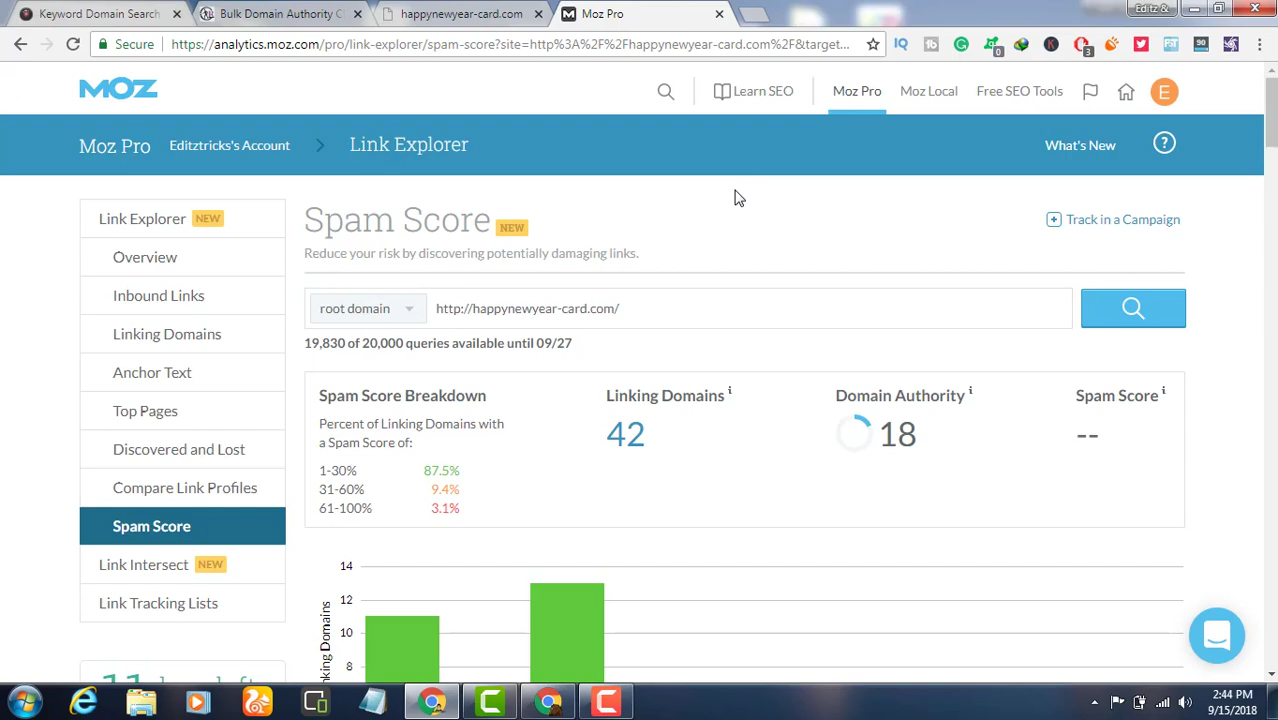 Keyword Domain Search
Bulk Domain Authority C
happynewyear-card.com
Moz Pro
Editz &
Secure
https://analytics.moz.com/pro/link-explorer/spam-score?site=http%3A%2F%2Fhappynewyear-card.com%2F&target...
MOZ
Learn SEO
Moz Pro
Moz Local
Free SEO Tools
E
Moz Pro
Editztricks's Account
Link Explorer
What's New
?
Link Explorer NEW
Overview
Inbound Links
Linking Domains
Anchor Text
Top Pages
Discovered and Lost
Compare Link Profiles
Spam Score
Link Intersect NEW
Link Tracking Lists
Spam Score NEW
Track in a Campaign
Reduce your risk by discovering potentially damaging links.
root domain
http://happynewyear-card.com/
19,830 of 20,000 queries available until 09/27
Spam Score Breakdown
Percent of Linking Domains with
a Spam Score of:
1-30% 87.5%
31-60% 9.4%
61-100% 3.1%
Linking Domains i
42
Domain Authority i
18
Spam Score i
--
14
12
10
8
2:44 PM
9/15/2018